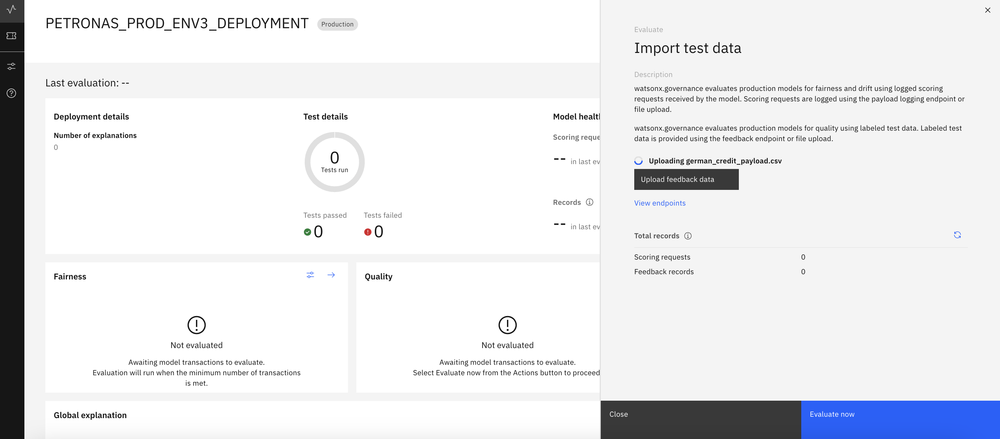 PETRONAS_PROD_ENV3_DEPLOYMENT
Production
Last evaluation: --
Deployment details
Number of explanations
0
Test details
0
Tests run
Tests passed
0
Tests failed
0
Model healt
Scoring reque
-- in last ev
Records
-- in last ev
Fairness
Not evaluated
Awaiting model transactions to evaluate.
Evaluation will run when the minimum number of transactions
is met.
Quality
Not evaluated
Awaiting model transactions to evaluate.
Select Evaluate now from the Actions button to proceed
Global explanation
Evaluate
Import test data
Description
watsonx.governance evaluates production models for fairness and drift using logged scoring
requests received by the model. Scoring requests are logged using the payload logging endpoint or
file upload.
watsonx.governance evaluates production models for quality using labeled test data. Labeled test
data is provided using the feedback endpoint or file upload.
Uploading german_credit_payload.csv
Upload feedback data
View endpoints
Total records
Scoring requests 0
Feedback records 0
Close
Evaluate now